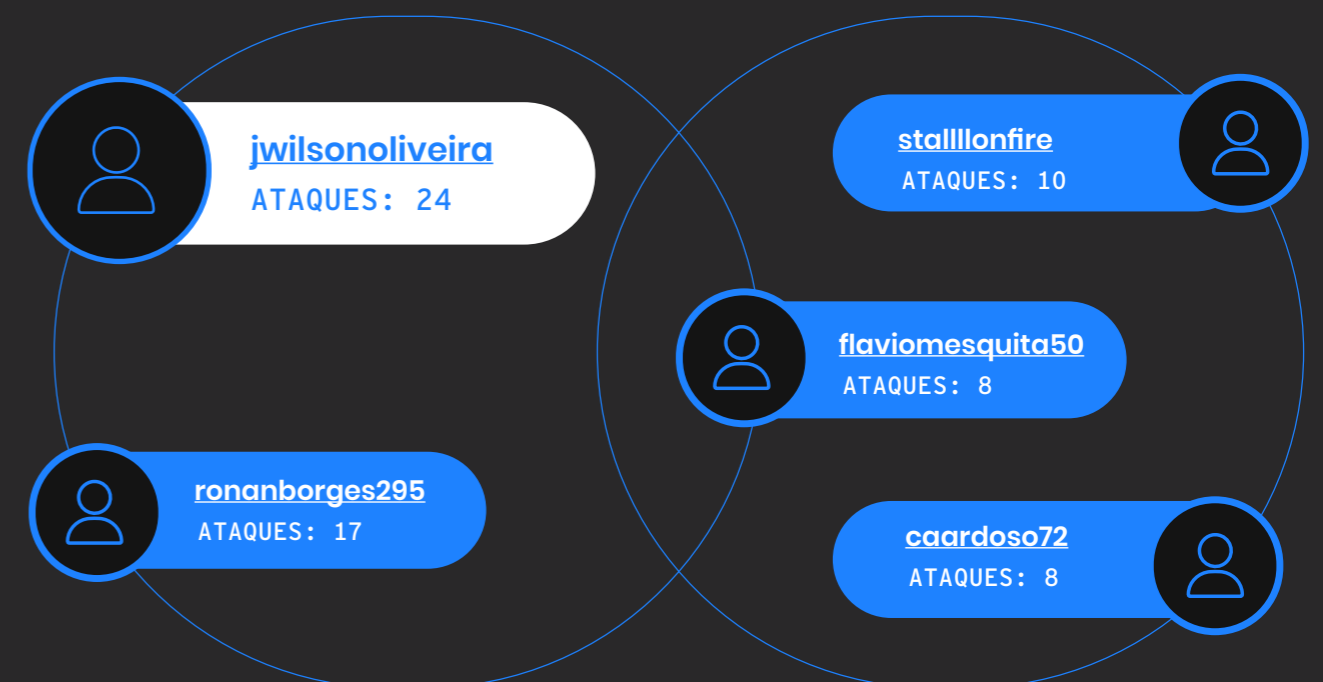 jwilsonoliveira
ATAQUES: 24
stallllonfire
ATAQUES: 10
flaviomesquita50
ATAQUES: 8
ronanborges295
ATAQUES: 17
caardoso72
ATAQUES: 8